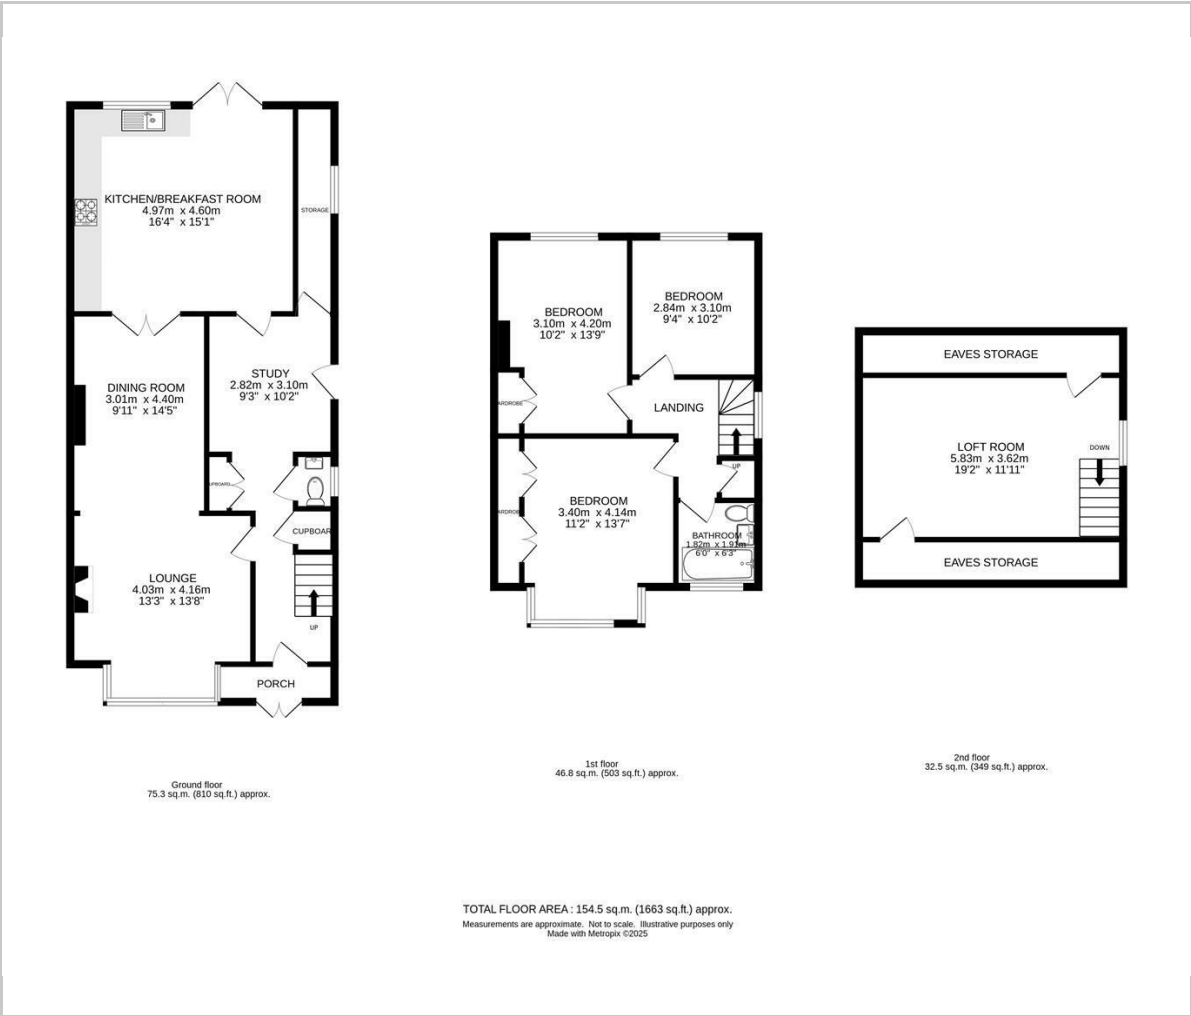 KITCHEN/BREAKFAST ROOM
4.97m x 4.60m
16'4" x 15'1"
STORAGE
DINING ROOM
3.01m x 4.40m
9'11" x 14'5"
STUDY
2.82m x 3.10m
9'3" x 10'2"
UPBOARD
CUPBOAR
LOUNGE
4.03m x 4.16m
13'3" x 13'8"
UP
PORCH
Ground floor
75.3 sq.m. (810 sq.ft.) approx.
BEDROOM
3.10m x 4.20m
10'2" x 13'9"
BEDROOM
2.84m x 3.10m
9'4" x 10'2"
ARDROBE
LANDING
UP
BEDROOM
3.40m x 4.14m
11'2" x 13'7"
ARDROBE
BATHROOM
1.82m x 1.91m
6'0" x 6'3"
1st floor
46.8 sq.m. (503 sq.ft.) approx.
EAVES STORAGE
LOFT ROOM
5.83m x 3.62m
19'2" x 11'11"
DOWN
EAVES STORAGE
2nd floor
32.5 sq.m. (349 sq.ft.) approx.
TOTAL FLOOR AREA : 154.5 sq.m. (1663 sq.ft.) approx.
Measurements are approximate. Not to scale. Illustrative purposes only
Made with Metropix ©2025